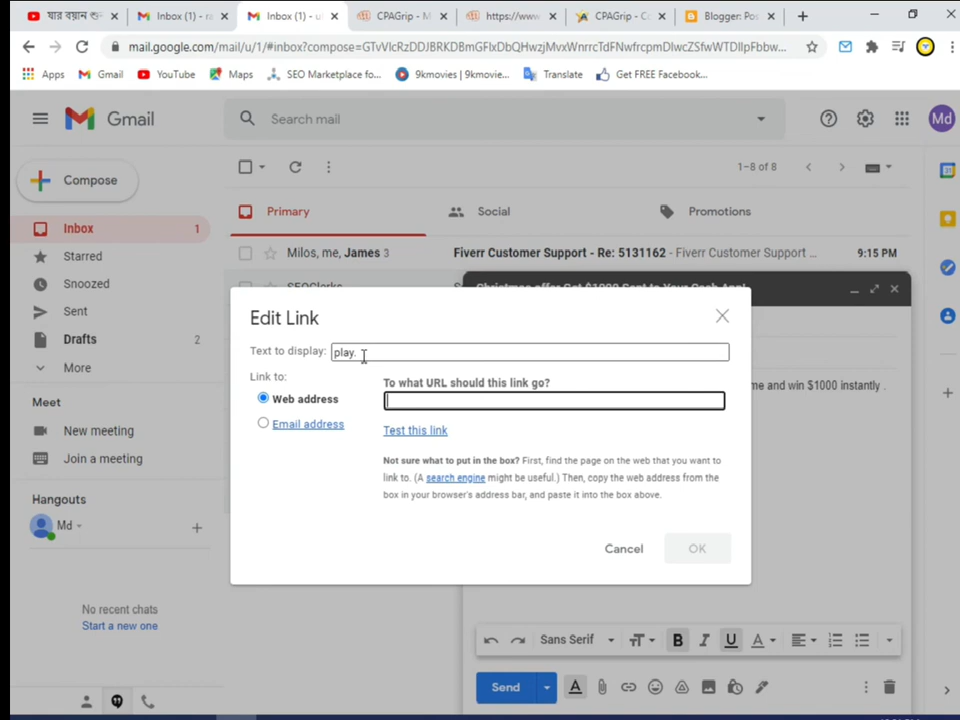 যার বয়ান শু
Inbox (1) - ra
Inbox (1) - u
CPAGrip - M
https://www
CPAGrip - C
Blogger: Pos
mail.google.com/mail/u/1/#inbox?compose=GTvVlcRzDDJBRKDBmGFlxDbQHwzjMvxWnrrcTdFNwfrcpmDlwcZSfwWTDlIpFbbw...
Apps
Gmail
YouTube
Maps
SEO Marketplace fo...
9kmovies | 9kmovie...
Translate
Get FREE Facebook...
Gmail
Search mail
Md
Compose
1–8 of 8
Primary
Social
Promotions
Inbox 1
Starred
Snoozed
Sent
Drafts 2
More
Milos, me, James 3
Fiverr Customer Support - Re: 5131162 - Fiverr Customer Support ...
9:15 PM
SEOClerks
Christmas offer Get $1000 Sent to Your Cash App!
me and win $1000 instantly .
Edit Link
Text to display: play.
Link to:
To what URL should this link go?
Web address
Email address
Test this link
Not sure what to put in the box? First, find the page on the web that you want to
link to. (A search engine might be useful.) Then, copy the web address from the
box in your browser's address bar, and paste it into the box above.
Cancel
OK
Meet
New meeting
Join a meeting
Hangouts
Md
No recent chats
Start a new one
Sans Serif
B I U A
Send
A